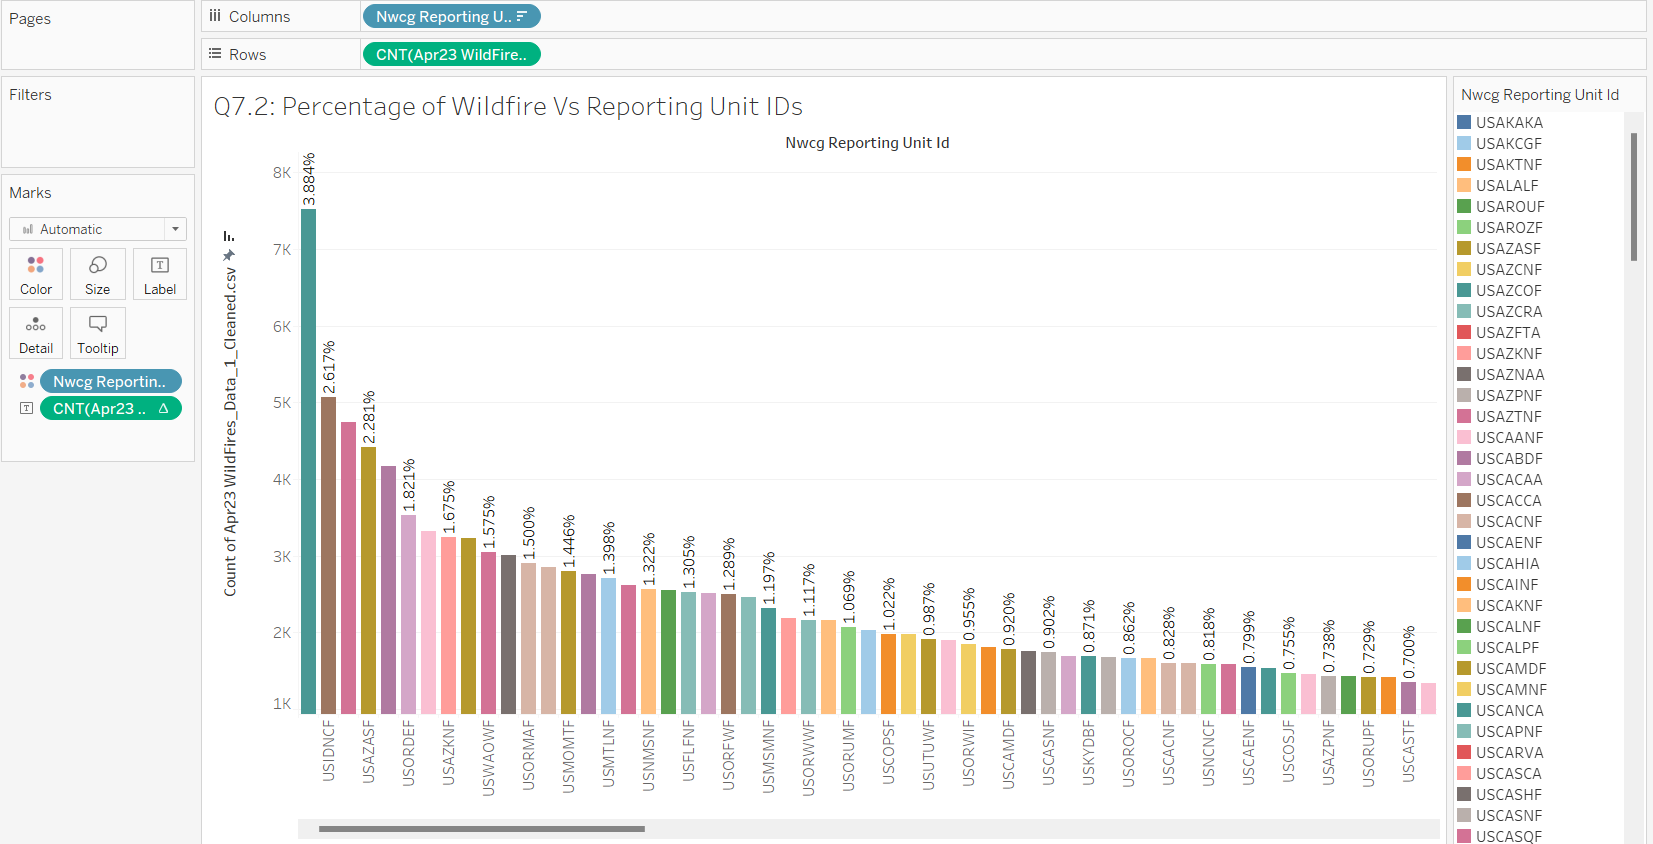 Pages
Columns
Nwcg Reporting U..
Rows
CNT(Apr23 WildFire..
Filters
Marks
Automatic
Color
Size
Label
Detail
Tooltip
Nwcg Reportin..
CNT(Apr23 .. Δ
Q7.2: Percentage of Wildfire Vs Reporting Unit IDs
Nwcg Reporting Unit Id
Count of Apr23 WildFires_Data_1_Cleaned.csv
8K
7K
6K
5K
4K
3K
2K
1K
3.884%
2.617%
2.281%
1.821%
1.675%
1.575%
1.500%
1.446%
1.398%
1.322%
1.305%
1.289%
1.197%
1.117%
1.069%
1.022%
0.987%
0.955%
0.920%
0.902%
0.871%
0.862%
0.828%
0.818%
0.799%
0.755%
0.738%
0.729%
0.700%
USIDNCF
USAZASF
USORDEF
USAZKNF
USWAOWF
USORMAF
USMOMTF
USMTLNF
USNMSNF
USFLFNF
USORFWF
USMSMNF
USORWWF
USORUMF
USCOPSF
USUTUWF
USORWIF
USCAMDF
USCASNF
USKYDBF
USOROCF
USCACNF
USNCNCF
USCAENF
USCOSJF
USAZPNF
USORUPF
USCASTF
Nwcg Reporting Unit Id
USAKAKA
USAKCGF
USAKTNF
USALALF
USAROUF
USAROZF
USAZASF
USAZCNF
USAZCOF
USAZCRA
USAZFTA
USAZKNF
USAZNAA
USAZPNF
USAZTNF
USCAANF
USCABDF
USCACAA
USCACCA
USCACNF
USCAENF
USCAHIA
USCAINF
USCAKNF
USCALNF
USCALPF
USCAMDF
USCAMNF
USCANCA
USCAPNF
USCARVA
USCASCA
USCASHF
USCASNF
USCASQF